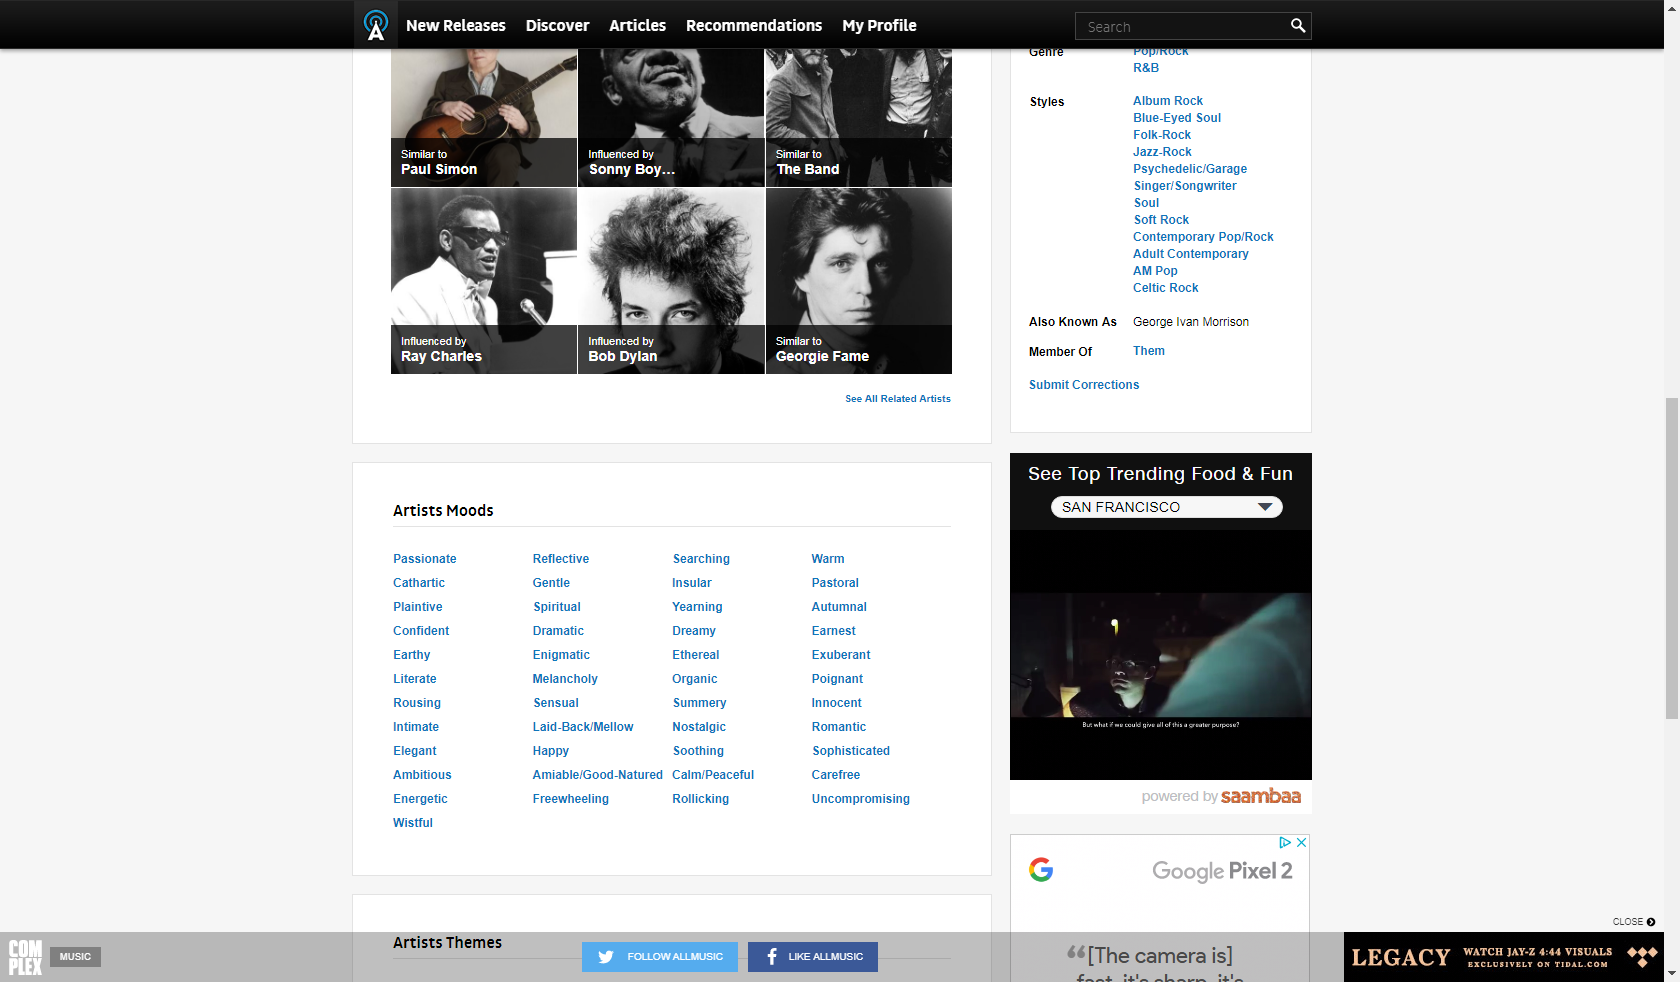 New Releases Discover Articles Recommendations My Profile Search
Similar to
Paul Simon
Influenced by
Sonny Boy...
Similar to
The Band
Influenced by
Ray Charles
Influenced by
Bob Dylan
Similar to
Georgie Fame
See All Related Artists
Genre Pop/Rock
R&B
Styles Album Rock
Blue-Eyed Soul
Folk-Rock
Jazz-Rock
Psychedelic/Garage
Singer/Songwriter
Soul
Soft Rock
Contemporary Pop/Rock
Adult Contemporary
AM Pop
Celtic Rock
Also Known As George Ivan Morrison
Member Of Them
Submit Corrections
Artists Moods
Passionate Reflective Searching Warm
Cathartic Gentle Insular Pastoral
Plaintive Spiritual Yearning Autumnal
Confident Dramatic Dreamy Earnest
Earthy Enigmatic Ethereal Exuberant
Literate Melancholy Organic Poignant
Rousing Sensual Summery Innocent
Intimate Laid-Back/Mellow Nostalgic Romantic
Elegant Happy Soothing Sophisticated
Ambitious Amiable/Good-Natured Calm/Peaceful Carefree
Energetic Freewheeling Rollicking Uncompromising
Wistful
See Top Trending Food & Fun
SAN FRANCISCO
But what if we could give all of this a greater purpose?
powered by saambaa
G Google Pixel 2
“[The camera is]
fast, it's sharp, it's
Artists Themes
COMPLEX MUSIC
FOLLOW ALLMUSIC
LIKE ALLMUSIC
CLOSE
LEGACY WATCH JAY-Z 4:44 VISUALS
EXCLUSIVELY ON TIDAL.COM